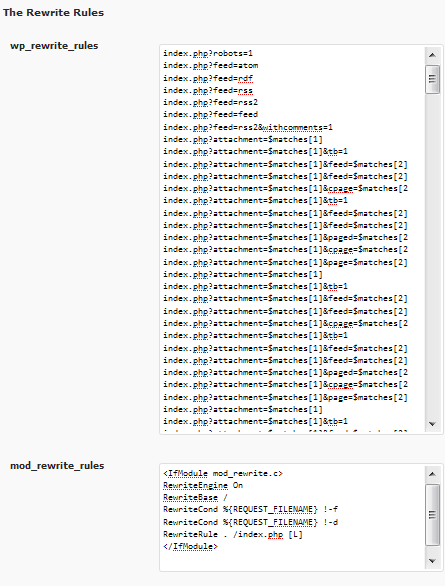 The Rewrite Rules
wp_rewrite_rules
index.php?robots=1
index.php?feed=atom
index.php?feed=rdf
index.php?feed=rss
index.php?feed=rss2
index.php?feed=feed
index.php?feed=rss2&withcomments=1
index.php?attachment=$matches[1]
index.php?attachment=$matches[1]&tb=1
index.php?attachment=$matches[1]&feed=$matches[2]
index.php?attachment=$matches[1]&feed=$matches[2]
index.php?attachment=$matches[1]&cpage=$matches[2
index.php?attachment=$matches[1]&tb=1
index.php?attachment=$matches[1]&feed=$matches[2]
index.php?attachment=$matches[1]&feed=$matches[2]
index.php?attachment=$matches[1]&paged=$matches[2
index.php?attachment=$matches[1]&cpage=$matches[2
index.php?attachment=$matches[1]&page=$matches[2]
index.php?attachment=$matches[1]
index.php?attachment=$matches[1]&tb=1
index.php?attachment=$matches[1]&feed=$matches[2]
index.php?attachment=$matches[1]&feed=$matches[2]
index.php?attachment=$matches[1]&cpage=$matches[2
index.php?attachment=$matches[1]&tb=1
index.php?attachment=$matches[1]&feed=$matches[2]
index.php?attachment=$matches[1]&feed=$matches[2]
index.php?attachment=$matches[1]&paged=$matches[2
index.php?attachment=$matches[1]&cpage=$matches[2
index.php?attachment=$matches[1]&page=$matches[2]
index.php?attachment=$matches[1]
index.php?attachment=$matches[1]&tb=1
mod_rewrite_rules
<IfModule mod_rewrite.c>
RewriteEngine On
RewriteBase /
RewriteCond %{REQUEST_FILENAME} !-f
RewriteCond %{REQUEST_FILENAME} !-d
RewriteRule . /index.php [L]
</IfModule>